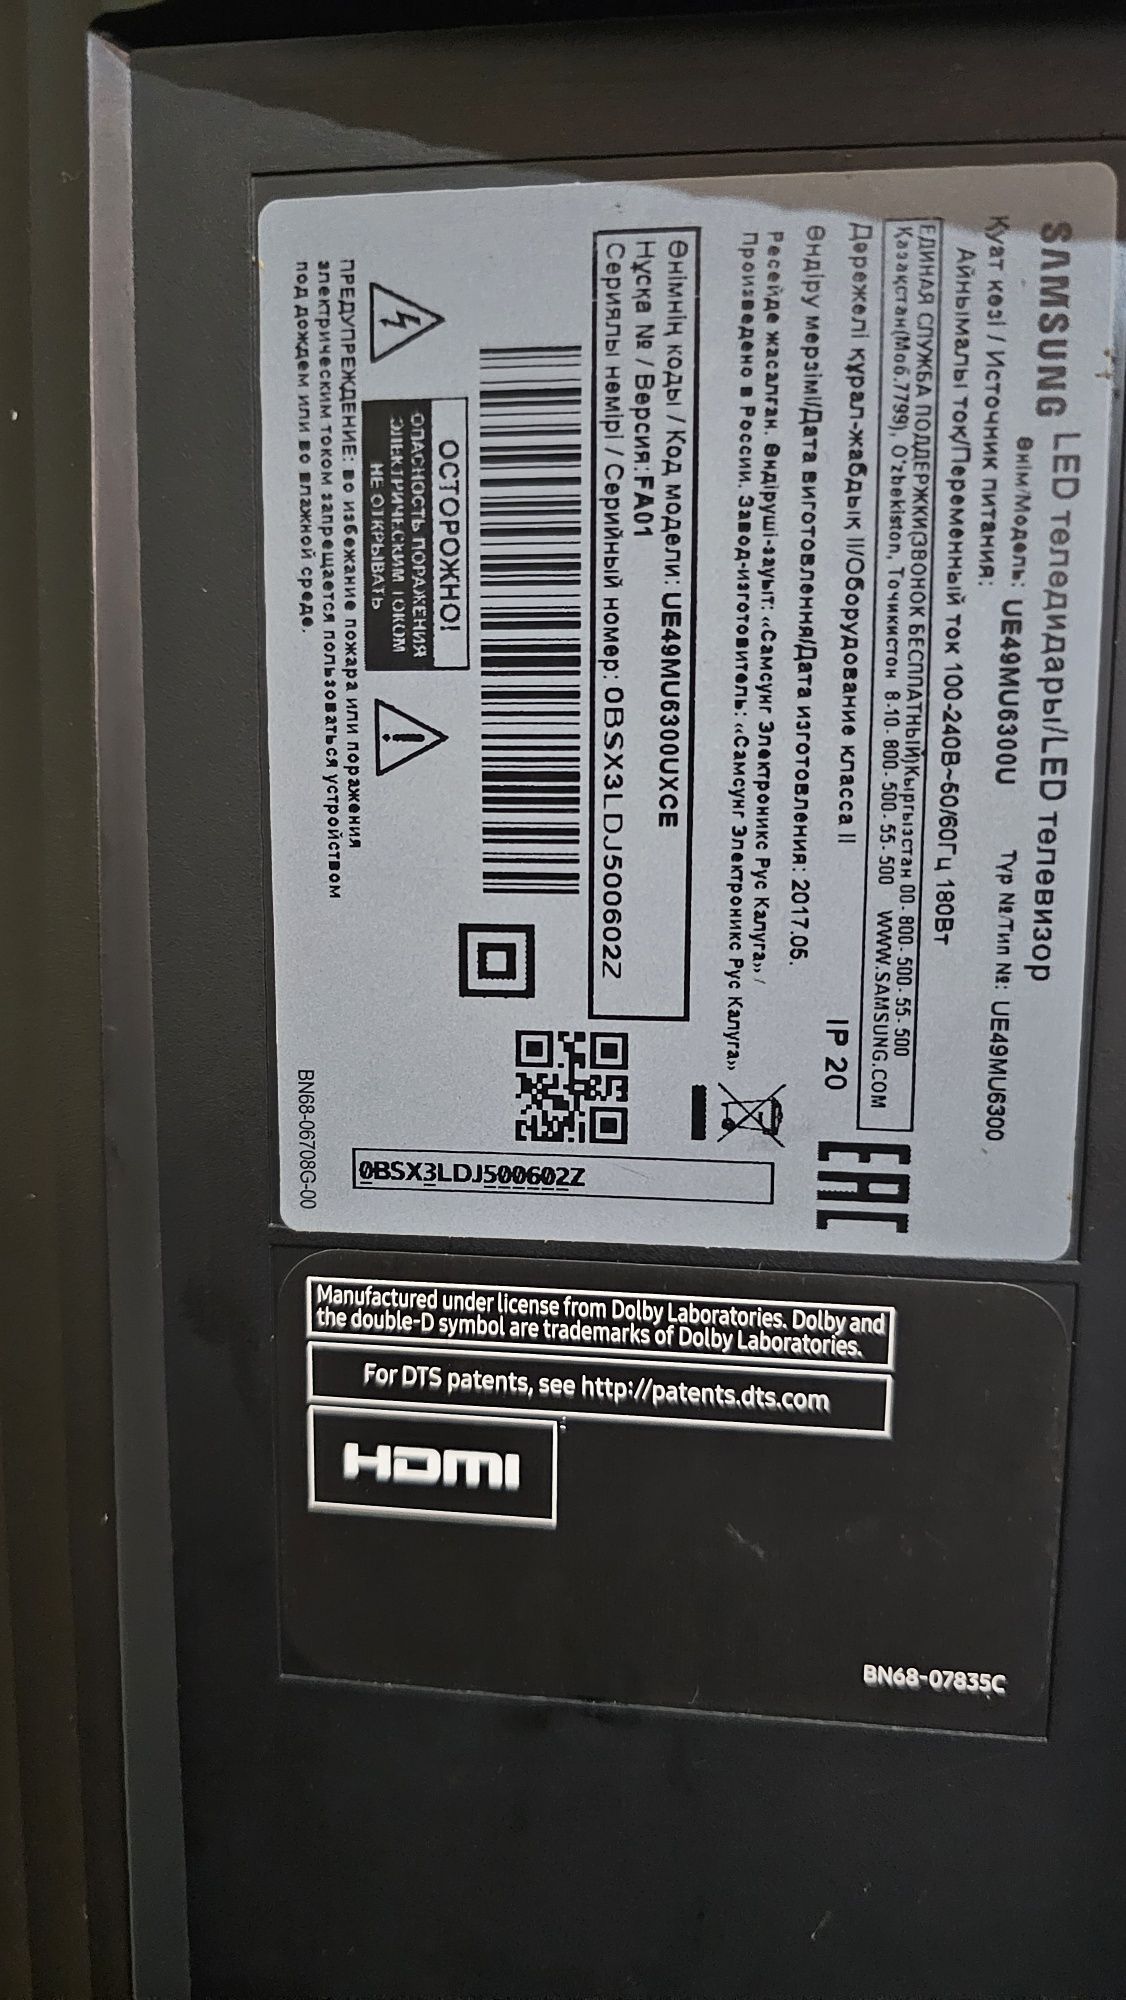 SAMSUNG LED теледидары/LED телевизор
Өнім/Модель: UE49MU6300U Түр №/Тип №: UE49MU6300
Қуат көзі / Источник питания:
Айнымалы тоқ/Переменный ток 100-240В~50/60Гц 180Вт
ЕДИНАЯ СЛУЖБА ПОДДЕРЖКИ(ЗВОНОК БЕСПЛАТНЫЙ)Кыргызстан 00-800-500-55-500
Қазақстан(Моб.7799), O'zbekiston, Тоҷикистон 8-10-800-500-55-500 WWW.SAMSUNG.COM
Дәрежелі құрал-жабдық II/Оборудование класса II
IP 20
Өндіру мерзімі/Дата виготовлення/Дата изготовления: 2017.05.
Ресейде жасалған. Өндіруші-зауыт: «Самсунг Электроникс Рус Калуга» /
Произведено в России. Завод-изготовитель: «Самсунг Электроникс Рус Калуга»
Өнімнің коды / Код модели: UE49MU6300UXCE
Нұсқа № / Версия:FA01
Сериялы нөмірі / Серийный номер: 0BSX3LDJ500602Z
EAC
ОСТОРОЖНО!
ОПАСНОСТЬ ПОРАЖЕНИЯ
ЭЛЕКТРИЧЕСКИМ ТОКОМ
НЕ ОТКРЫВАТЬ
ПРЕДУПРЕЖДЕНИЕ: во избежание пожара или поражения
электрическим током запрещается пользоваться устройством
под дождем или во влажной среде.
0BSX3LDJ500602Z
BN68-06708G-00
Manufactured under license from Dolby Laboratories. Dolby and
the double-D symbol are trademarks of Dolby Laboratories.
For DTS patents, see http://patents.dts.com
HDMI
BN68-07835C